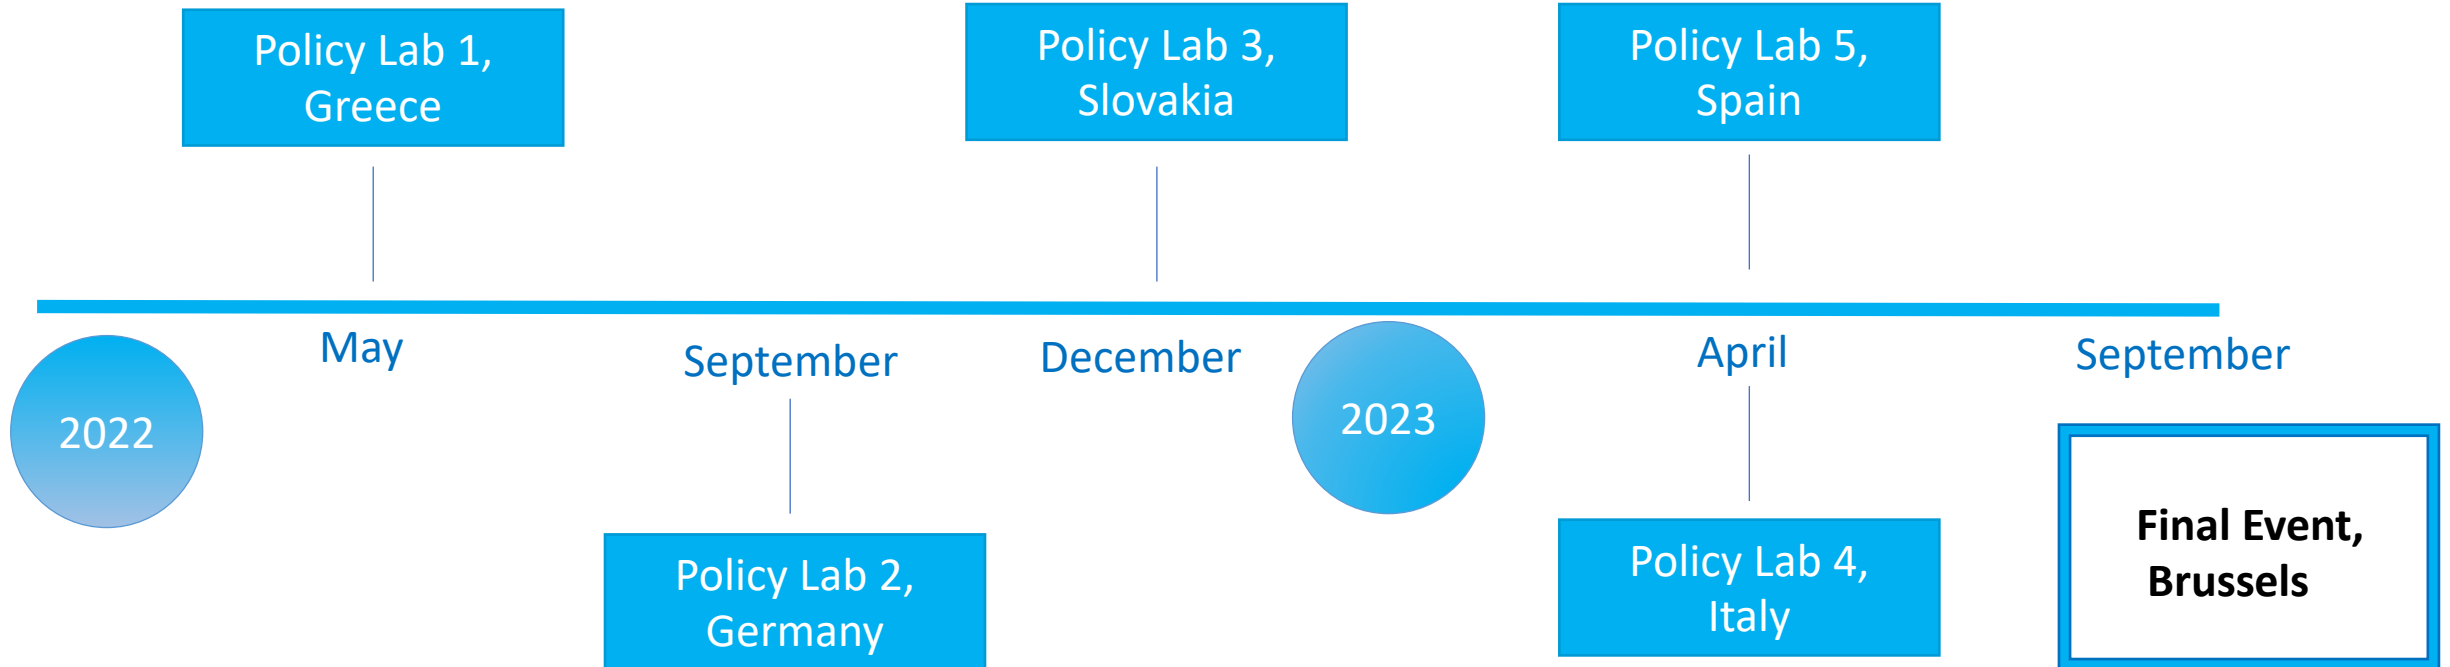 Policy Lab 1,
Greece
Policy Lab 3,
Slovakia
Policy Lab 5,
Spain
May
September
December
April
September
2022
2023
Policy Lab 2,
Germany
Policy Lab 4,
Italy
Final Event,
Brussels